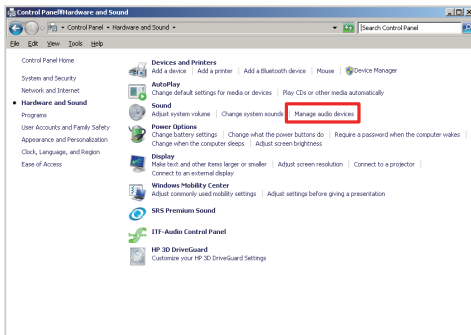 Control Panel\Hardware and Sound
Control Panel ▸ Hardware and Sound ▸
Search Control Panel
File Edit View Tools Help
Control Panel Home
System and Security
Network and Internet
Hardware and Sound
Programs
User Accounts and Family Safety
Appearance and Personalization
Clock, Language, and Region
Ease of Access
Devices and Printers
Add a device | Add a printer | Add a Bluetooth device | Mouse | Device Manager
AutoPlay
Change default settings for media or devices | Play CDs or other media automatically
Sound
Adjust system volume | Change system sounds | Manage audio devices
Power Options
Change battery settings | Change what the power buttons do | Require a password when the computer wakes |
Change when the computer sleeps | Adjust screen brightness
Display
Make text and other items larger or smaller | Adjust screen resolution | Connect to a projector |
Connect to an external display
Windows Mobility Center
Adjust commonly used mobility settings | Adjust settings before giving a presentation
SRS Premium Sound
ITF-Audio Control Panel
HP 3D DriveGuard
Customize your HP 3D DriveGuard Settings